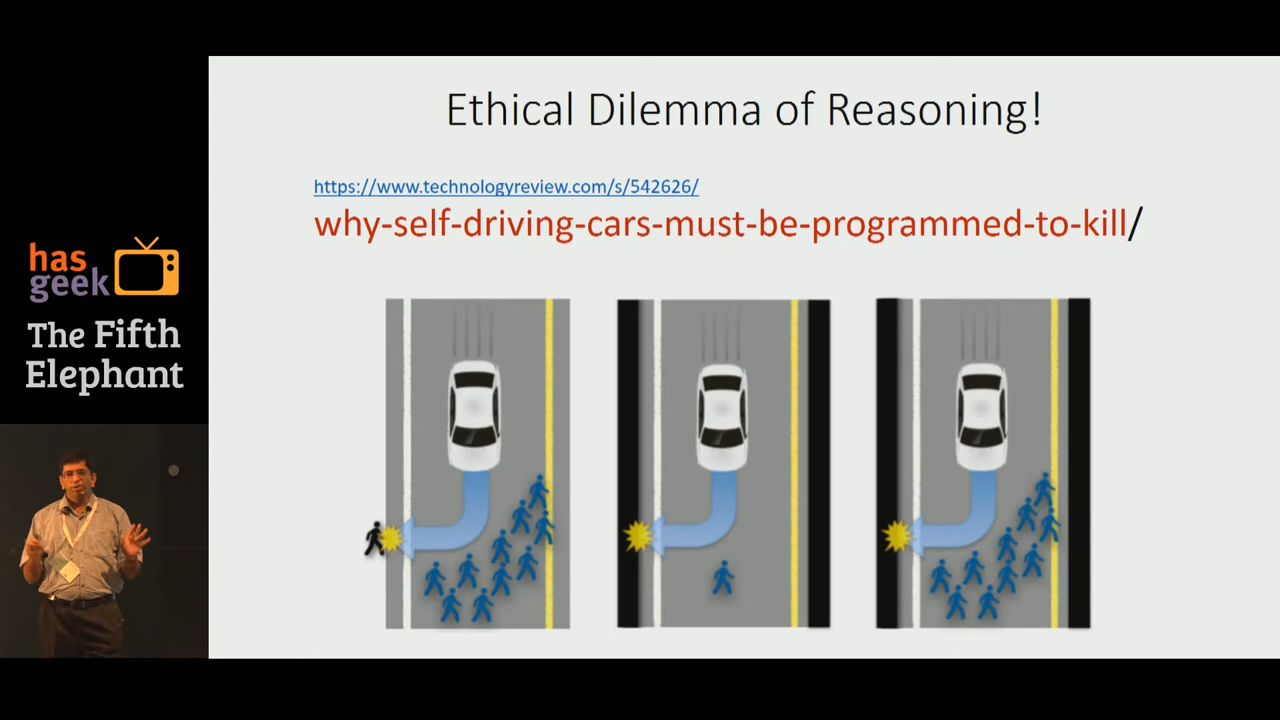 Ethical Dilemma of Reasoning!
https://www.technologyreview.com/s/542626/
why-self-driving-cars-must-be-programmed-to-kill/
has
geek
The Fifth
Elephant